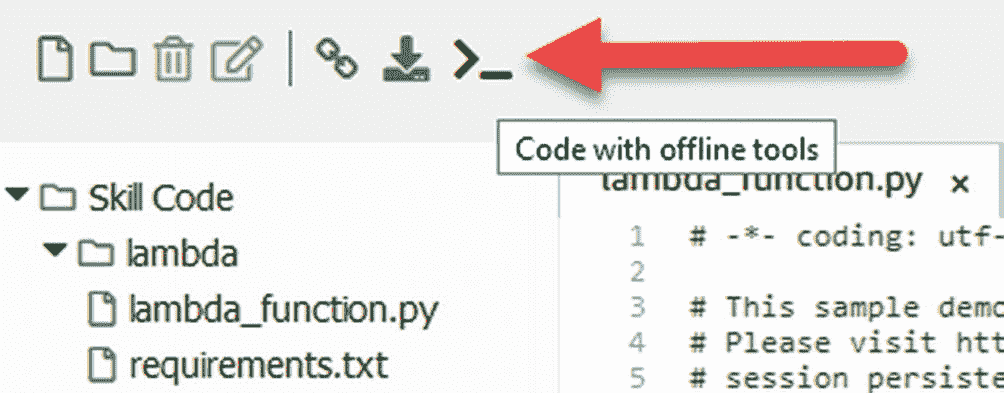 Code with offline tools
lambda_function.py ×
Skill Code
lambda
lambda_function.py
requirements.txt
1 # -*- coding: utf-
2
3 # This sample demo
4 # Please visit htt
5 # session persiste